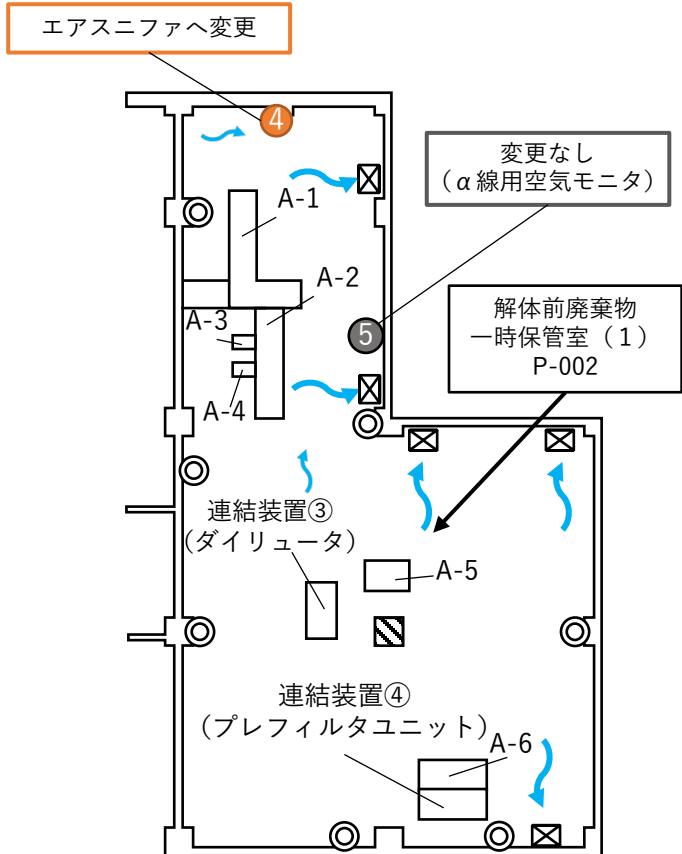 エアスニファへ変更
4
変更なし
（α線用空気モニタ）
A-1
A-2
解体前廃棄物
一時保管室（1）
P-002
A-3
5
A-4
連結装置③
(ダイリュータ)
A-5
連結装置④
(プレフィルタユニット)
A-6